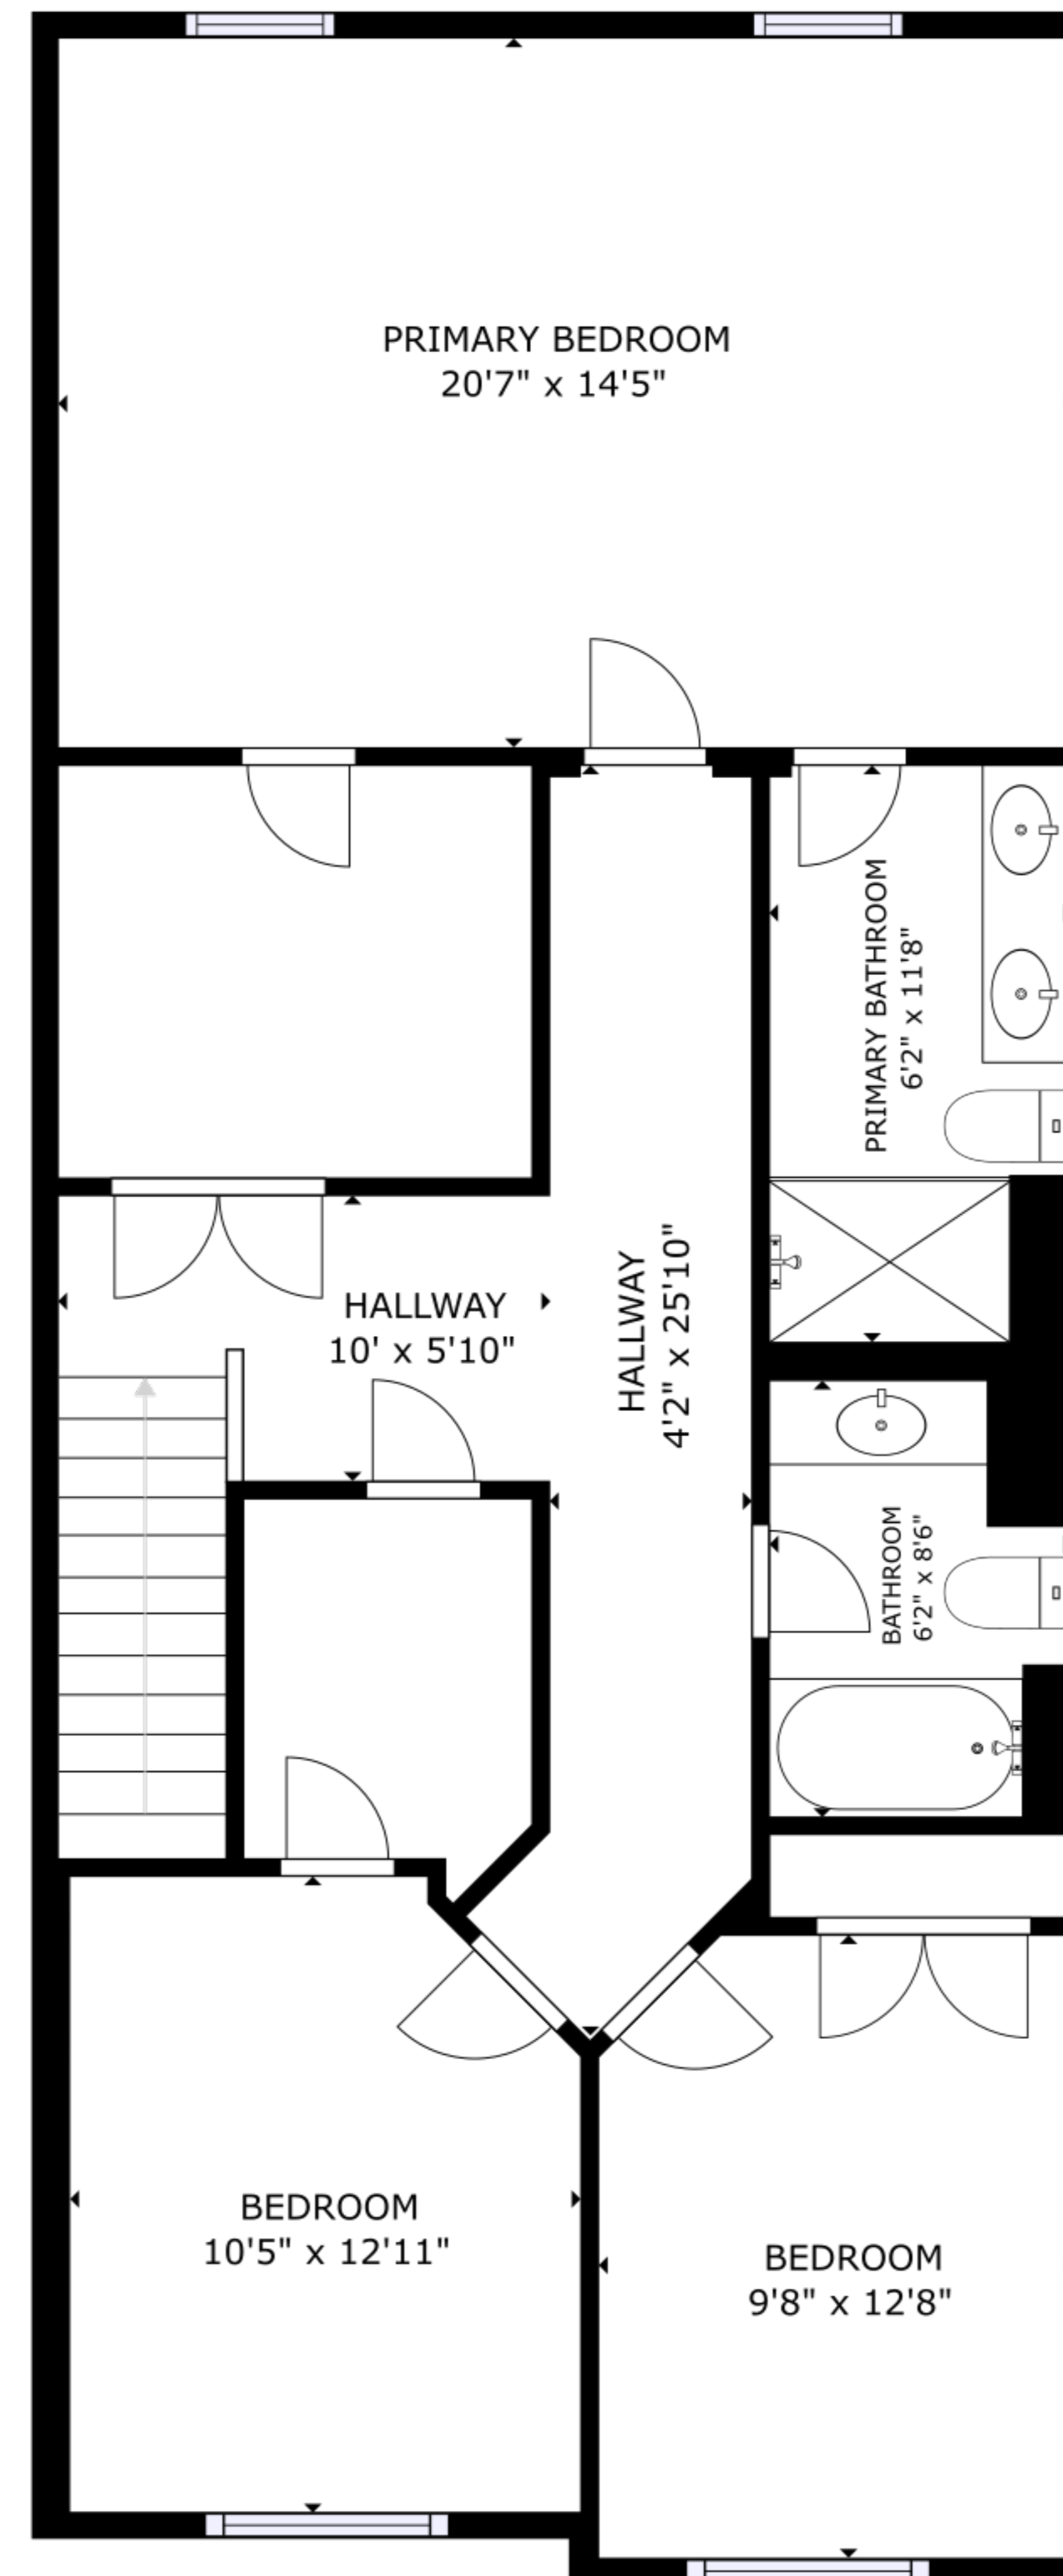 PRIMARY BEDROOM
20'7" x 14'5"
PRIMARY BATHROOM
6'2" x 11'8"
HALLWAY
10' x 5'10"
HALLWAY
4'2" x 25'10"
BATHROOM
6'2" x 8'6"
BEDROOM
10'5" x 12'11"
BEDROOM
9'8" x 12'8"